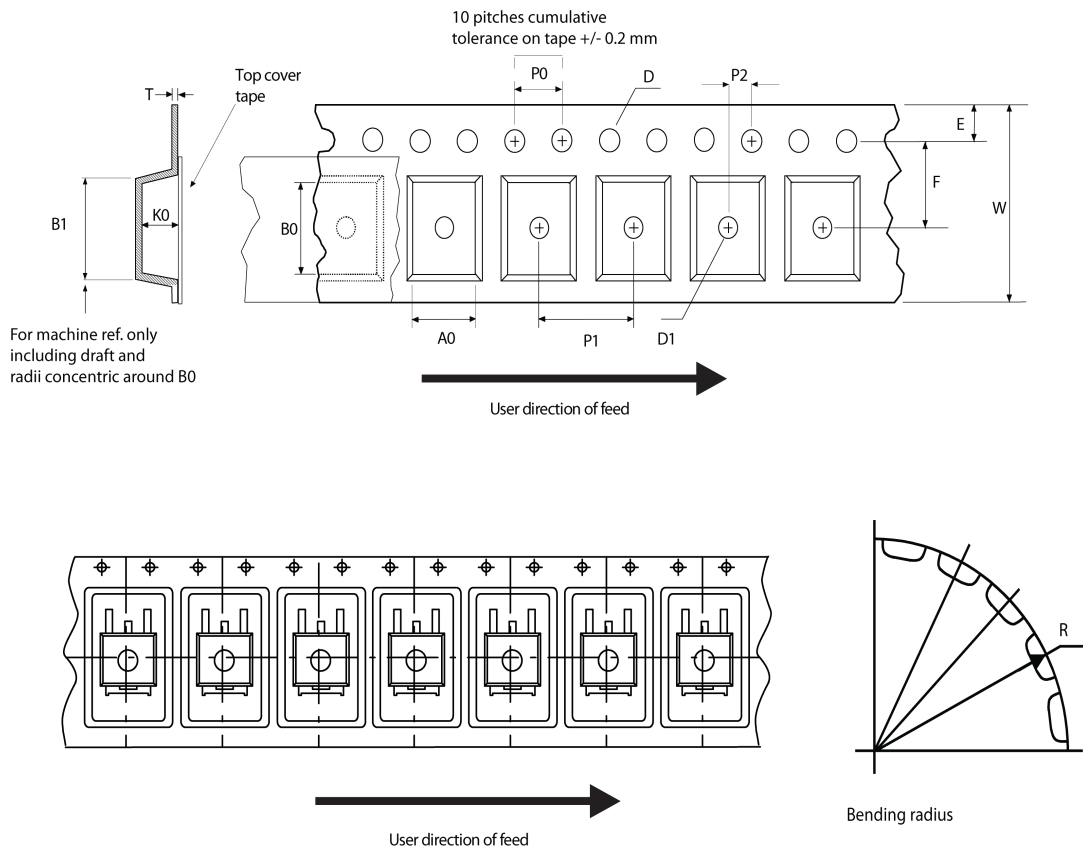 10 pitches cumulative
tolerance on tape +/- 0.2 mm
Top cover
tape
T
P0
D
P2
E
F
W
B1
K0
B0
For machine ref. only
including draft and
radii concentric around B0
A0
P1
D1
User direction of feed
R
Bending radius
User direction of feed